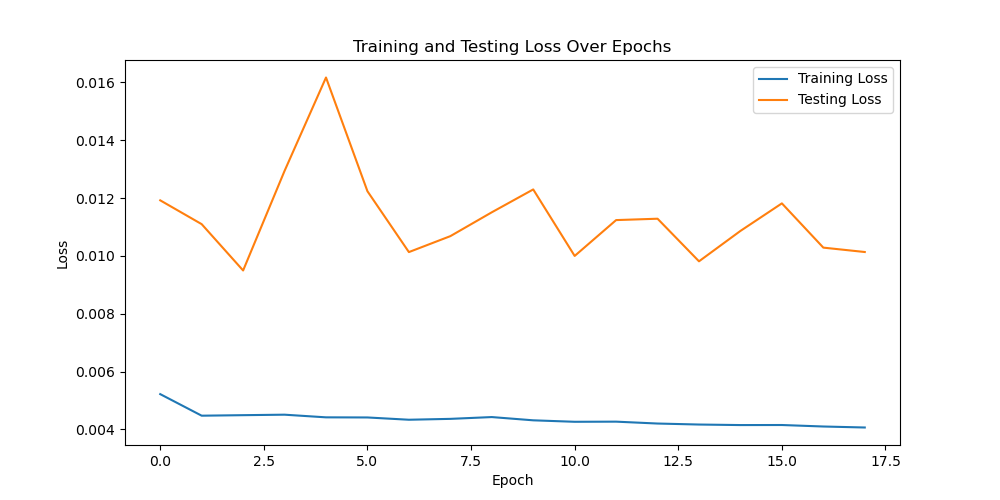 Training and Testing Loss Over Epochs
Training Loss
Testing Loss
0.016
0.014
0.012
0.010
0.008
0.006
0.004
Loss
0.0 2.5 5.0 7.5 10.0 12.5 15.0 17.5
Epoch